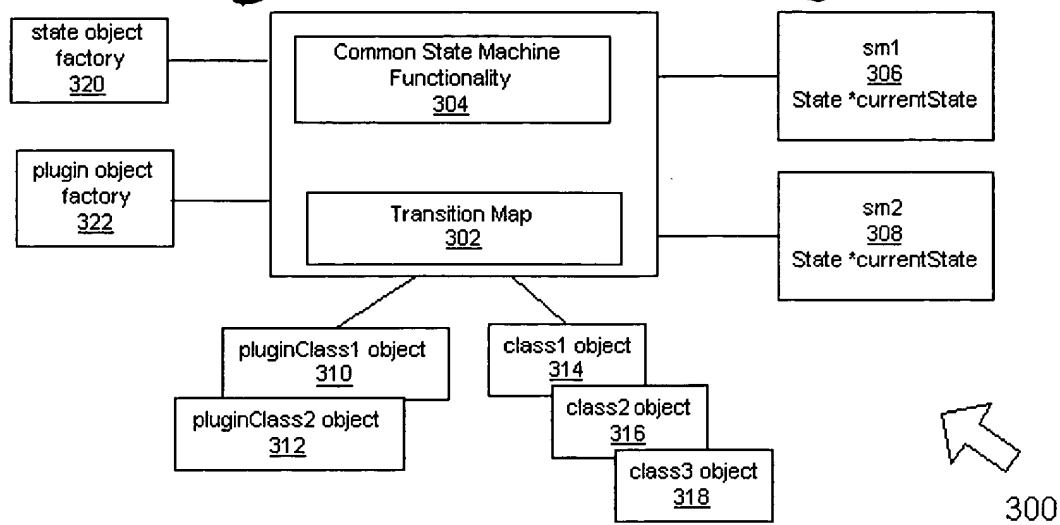 state object
factory
320
Common State Machine
Functionality
304
sm1
306
State *currentState
plugin object
factory
322
Transition Map
302
sm2
308
State *currentState
pluginClass1 object
310
pluginClass2 object
312
class1 object
314
class2 object
316
class3 object
318
300